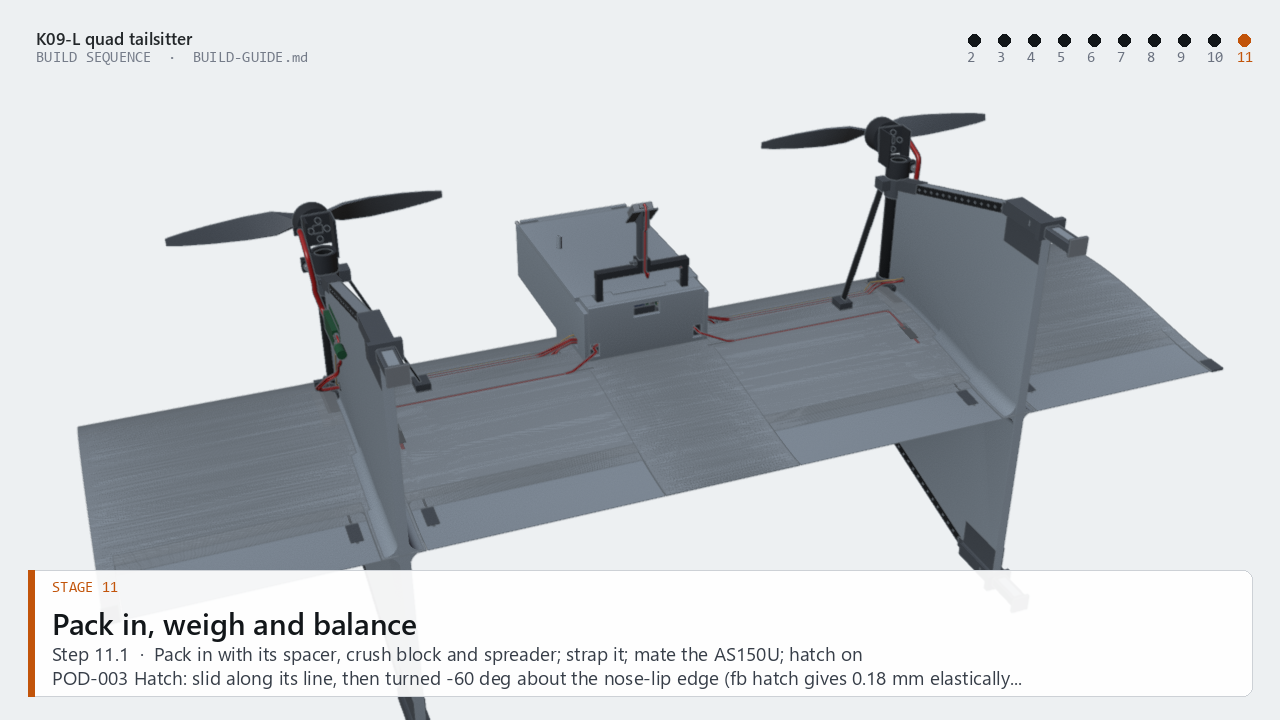 K09-L quad tailsitter
BUILD SEQUENCE · BUILD-GUIDE.md
2 3 4 5 6 7 8 9 10 11
STAGE 11
Pack in, weigh and balance
Step 11.1 · Pack in with its spacer, crush block and spreader; strap it; mate the AS150U; hatch on
POD-003 Hatch: slid along its line, then turned -60 deg about the nose-lip edge (fb hatch gives 0.18 mm elastically...